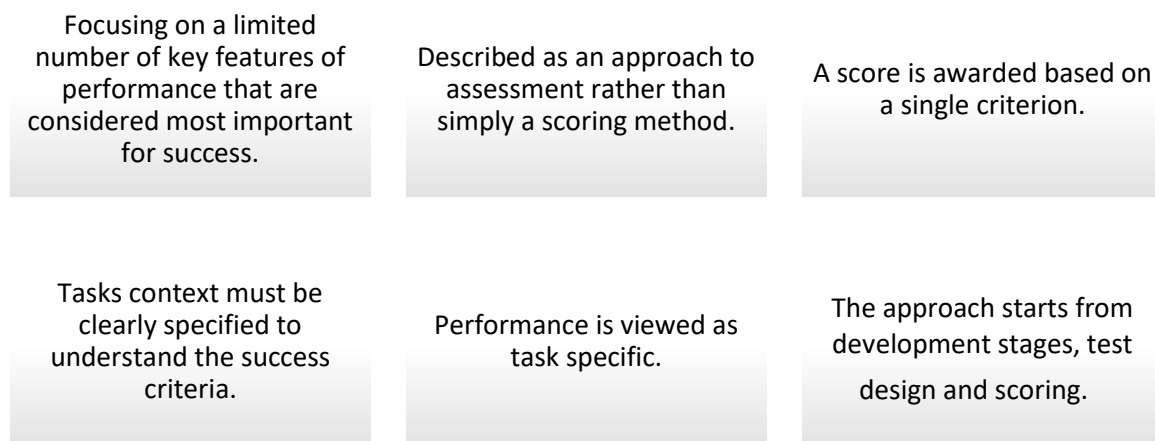 Focusing on a limited
number of key features of
performance that are
considered most important
for success.
Described as an approach to
assessment rather than
simply a scoring method.
A score is awarded based on
a single criterion.
Tasks context must be
clearly specified to
understand the success
criteria.
Performance is viewed as
task specific.
The approach starts from
development stages, test
design and scoring.